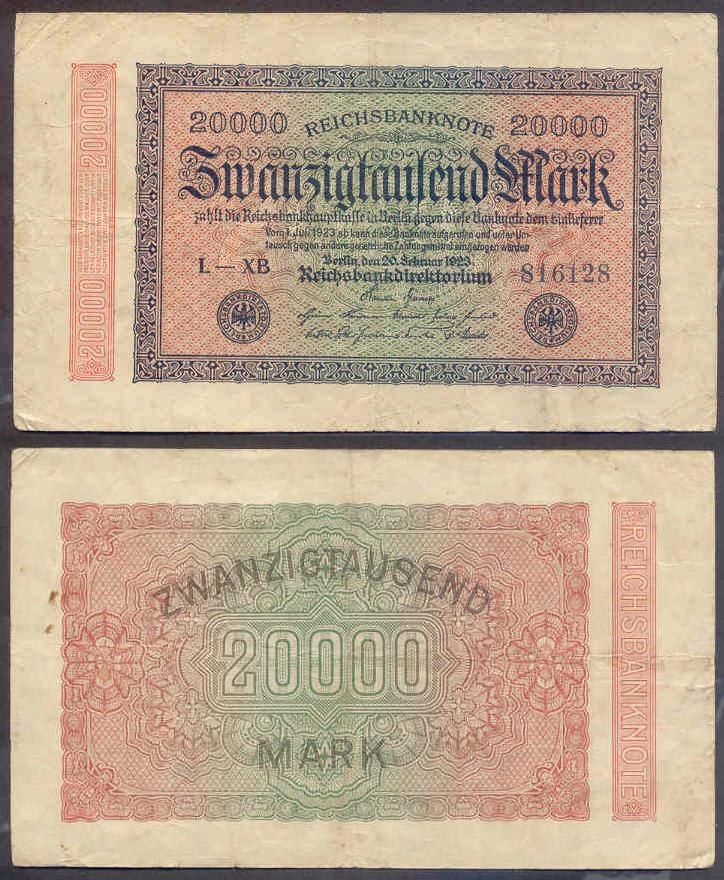 20000
REICHSBANKNOTE
20000
Zwanzigtausend Mark
zahlt die Reichsbankhauptkasse in Berlin gegen diese Banknote dem Einlieferer
Vom 1. Juli 1923 ab kann diese Banknote aufgerufen und unter Um-
tausch gegen andere gesetzliche Zahlungsmittel eingezogen werden
Berlin, den 20. Februar 1923
L — XB
Reichsbankdirektorium
816128
20000
20000
ZWANZIGTAUSEND
20000
MARK
REICHSBANKNOTE